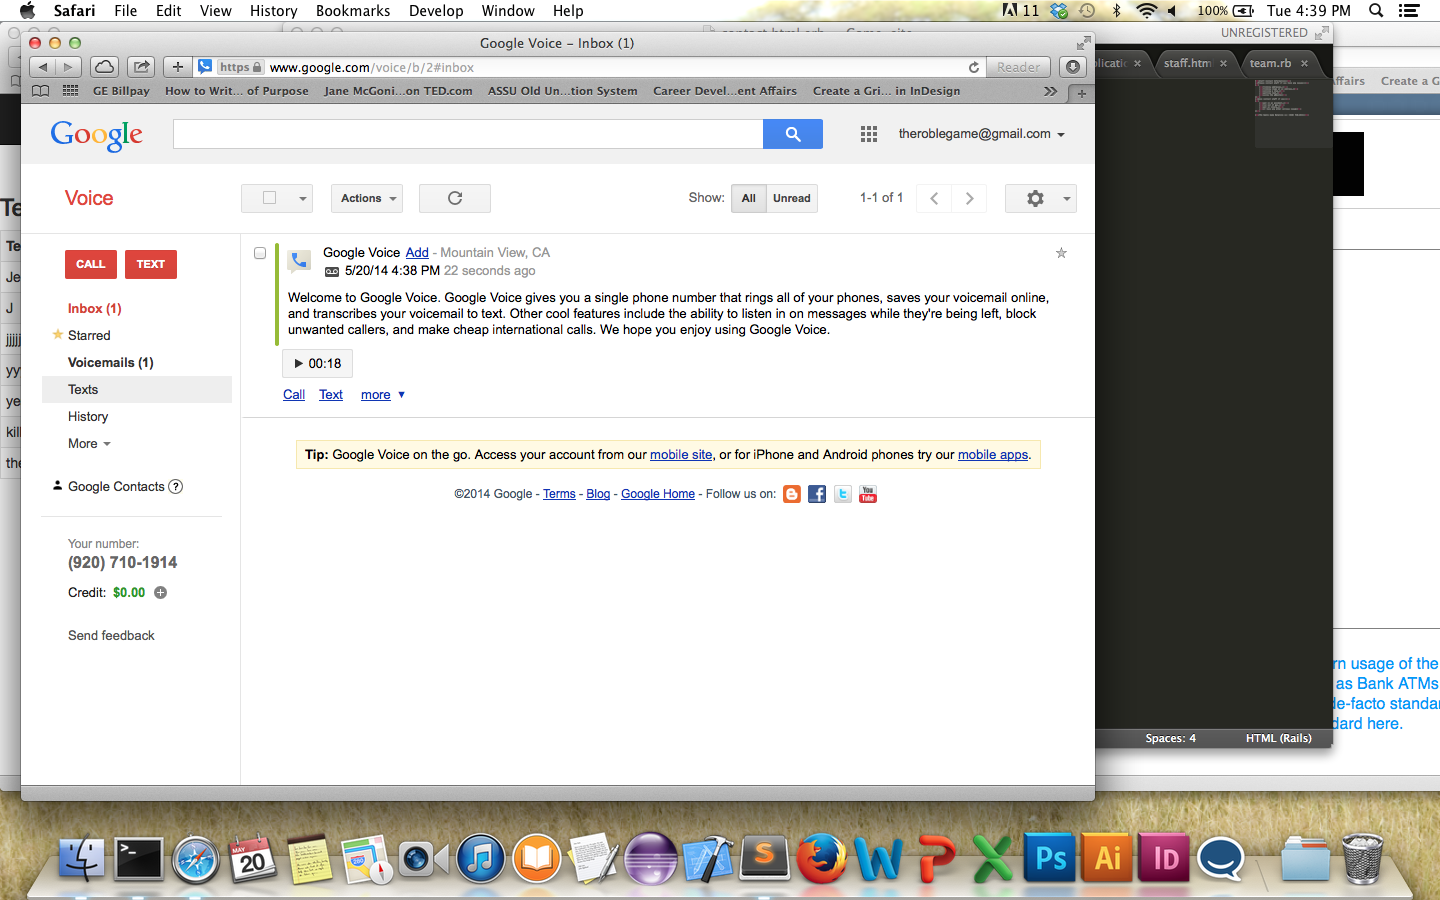 Safari File Edit View History Bookmarks Develop Window Help
11 100% Tue 4:39 PM
Google Voice – Inbox (1)
UNREGISTERED
https www.google.com/voice/b/2#inbox
Reader
staff.htm × team.rb ×
GE Billpay How to Writ... of Purpose Jane McGoni...on TED.com ASSU Old Un...tion System Career Devel...ent Affairs Create a Gri... in InDesign
ffairs Create a G
Google
theroblegame@gmail.com
Voice
Actions
Show: All Unread
1-1 of 1
CALL TEXT
Inbox (1)
Starred
Voicemails (1)
Texts
History
More
Google Contacts ?
Your number:
(920) 710-1914
Credit: $0.00
Send feedback
Google Voice Add - Mountain View, CA
5/20/14 4:38 PM 22 seconds ago
Welcome to Google Voice. Google Voice gives you a single phone number that rings all of your phones, saves your voicemail online,
and transcribes your voicemail to text. Other cool features include the ability to listen in on messages while they're being left, block
unwanted callers, and make cheap international calls. We hope you enjoy using Google Voice.
00:18
Call Text more
Tip: Google Voice on the go. Access your account from our mobile site, or for iPhone and Android phones try our mobile apps.
©2014 Google - Terms - Blog - Google Home - Follow us on:
You Tube
Te
Te
Je
J
jjjjj
yy
ye
kill
the
rn usage of the
as Bank ATMs
de-facto standar
dard here.
Spaces: 4 HTML (Rails)
MAY
20
280
S
W P X Ps Ai Id